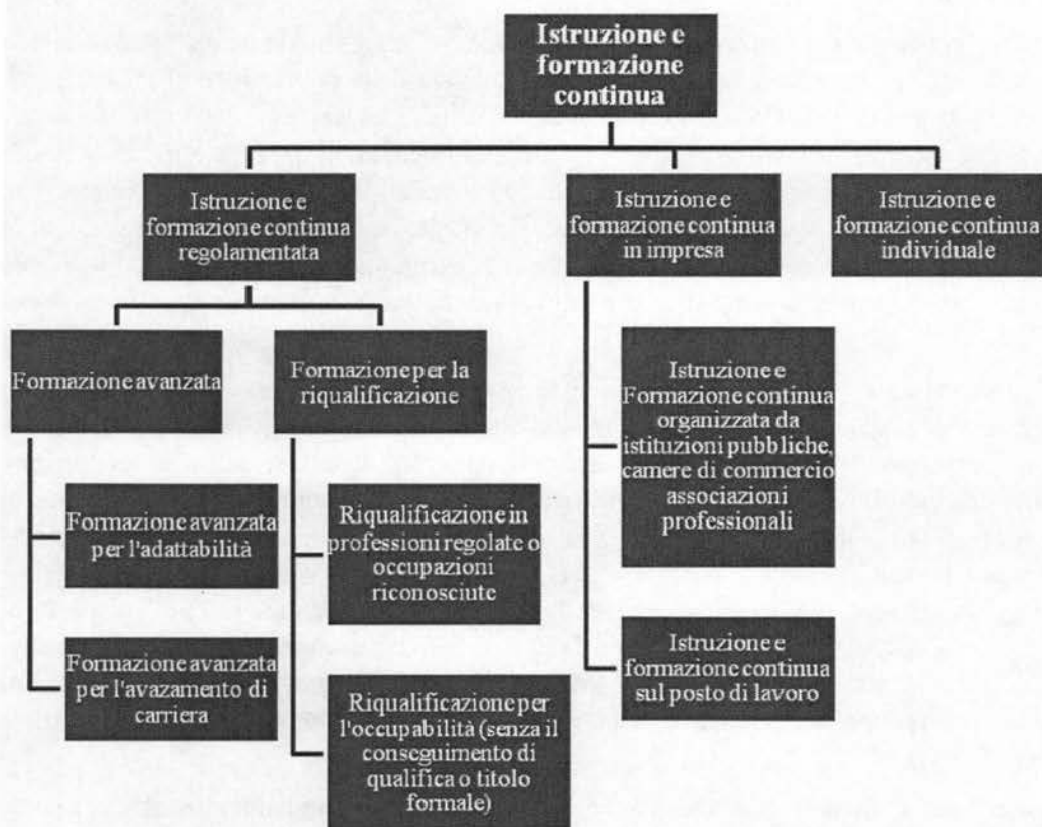 Istruzione e
formazione
continua
Istruzione e
formazione continua
regolamentata
Istruzione e
formazione continua
in impresa
Istruzione e
formazione continua
individuale
Formazione avanzata
Formazione per la
riqualificazione
Istruzione e
Formazione continua
organizzata da
istituzioni pubbliche,
camere di commercio
associazioni
professionali
Formazione avanzata
per l'adattabilità
Riqualificazione in
professioni regolate o
occupazioni
riconosciute
Formazione avanzata
per l'avazamento di
carriera
Riqualificazione per
l'occupabilità (senza il
conseguimento di
qualifica o titolo
formale)
Istruzione e
formazione continua
sul posto di lavoro